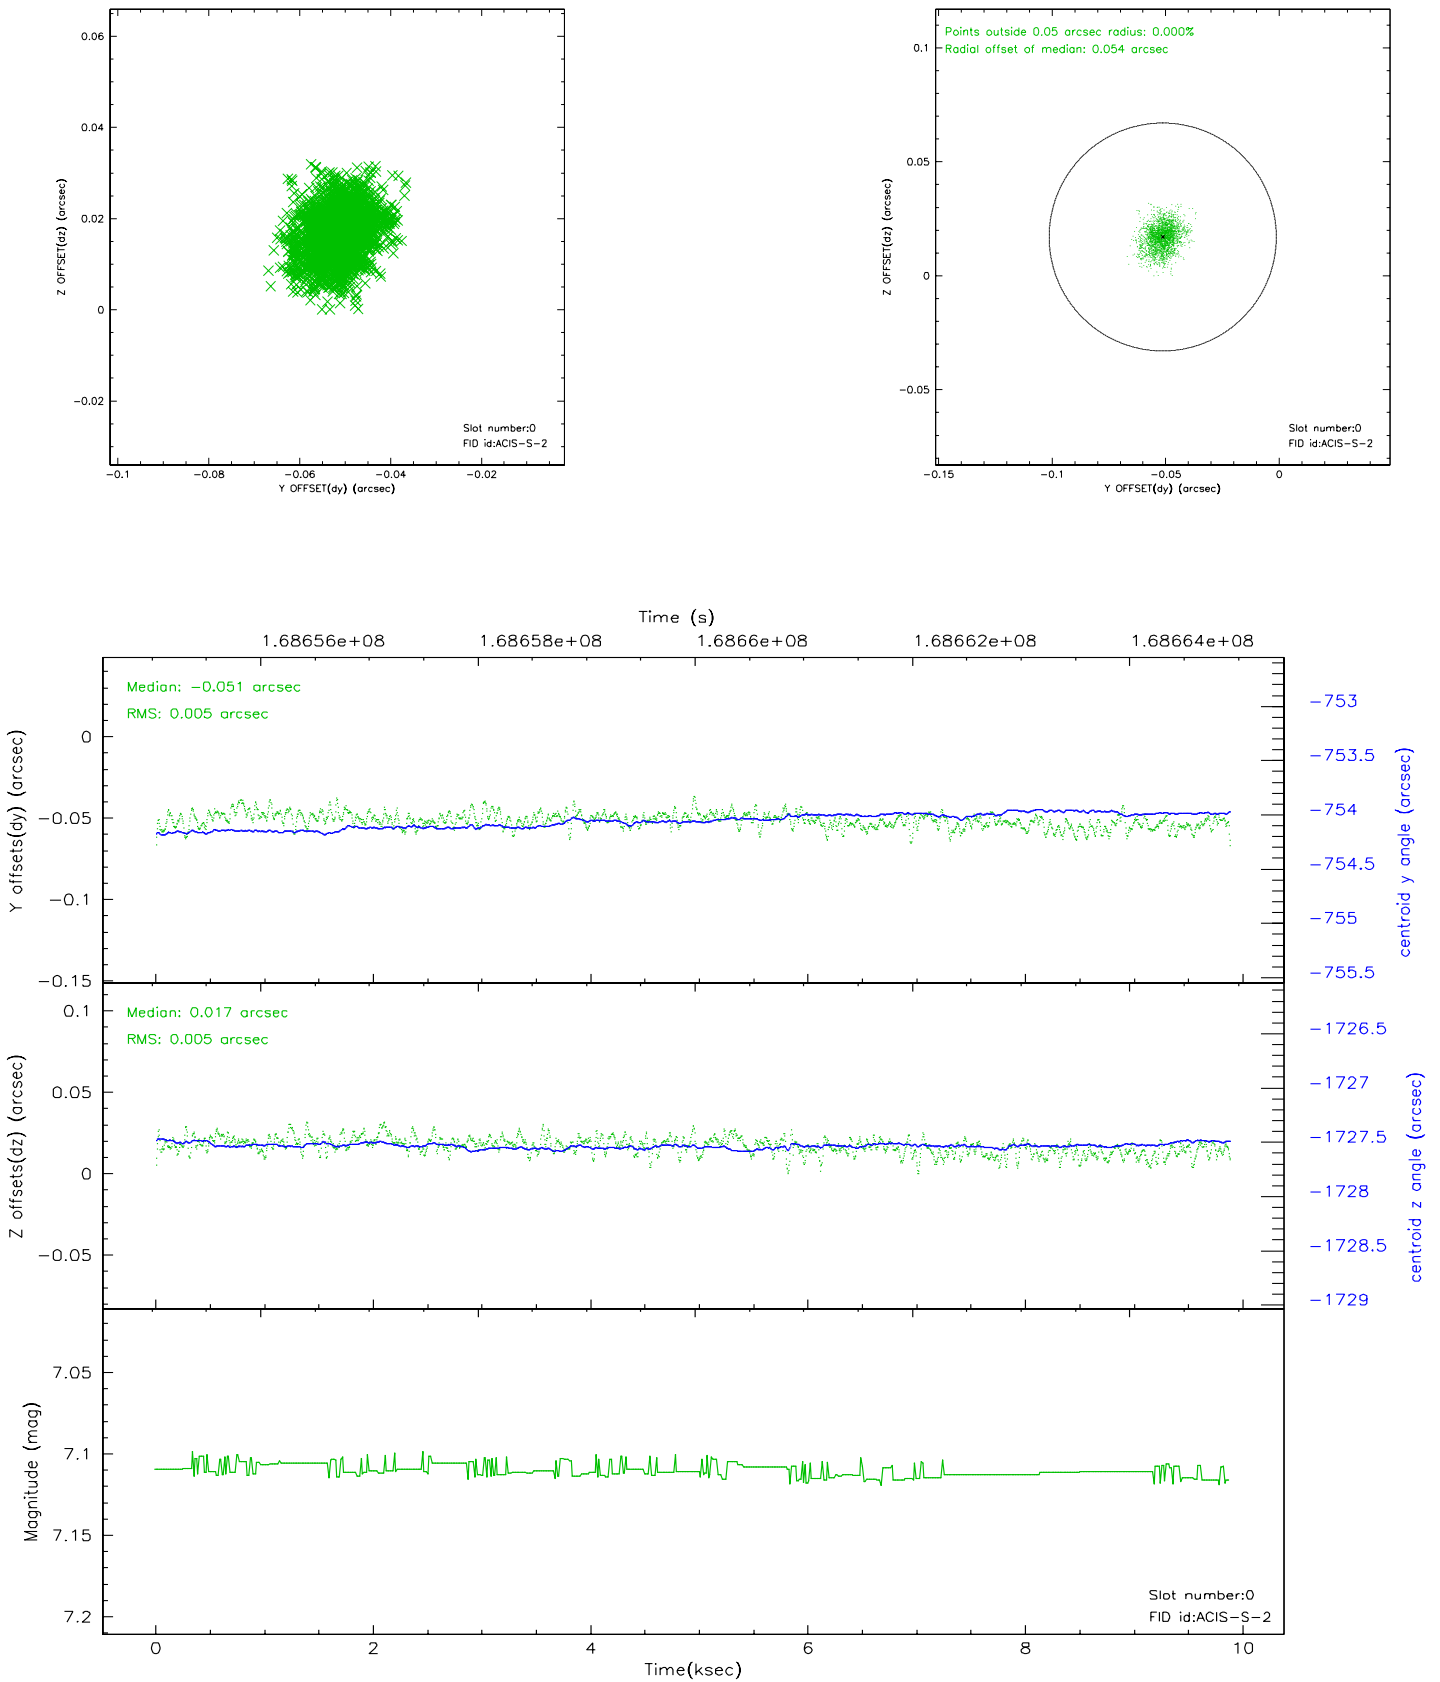 0.06
0.04
0.02
0
−0.02
−0.1
−0.08
−0.06
−0.04
−0.02
Z OFFSET(dz) (arcsec)
Y OFFSET(dy) (arcsec)
Slot number:0
FID id:ACIS−S−2
Points outside 0.05 arcsec radius: 0.000%
Radial offset of median: 0.054 arcsec
0.1
0.05
0
−0.05
−0.15
−0.1
−0.05
0
Z OFFSET(dz) (arcsec)
Y OFFSET(dy) (arcsec)
Slot number:0
FID id:ACIS−S−2
Time (s)
1.68656e+08
1.68658e+08
1.6866e+08
1.68662e+08
1.68664e+08
Median: −0.051 arcsec
RMS: 0.005 arcsec
0
−0.05
−0.1
−0.15
Y offsets(dy) (arcsec)
−753
−753.5
−754
−754.5
−755
−755.5
centroid y angle (arcsec)
Median: 0.017 arcsec
RMS: 0.005 arcsec
0.1
0.05
0
−0.05
Z offsets(dz) (arcsec)
−1726.5
−1727
−1727.5
−1728
−1728.5
−1729
centroid z angle (arcsec)
7.05
7.1
7.15
7.2
Magnitude (mag)
Slot number:0
FID id:ACIS−S−2
0
2
4
6
8
10
Time(ksec)